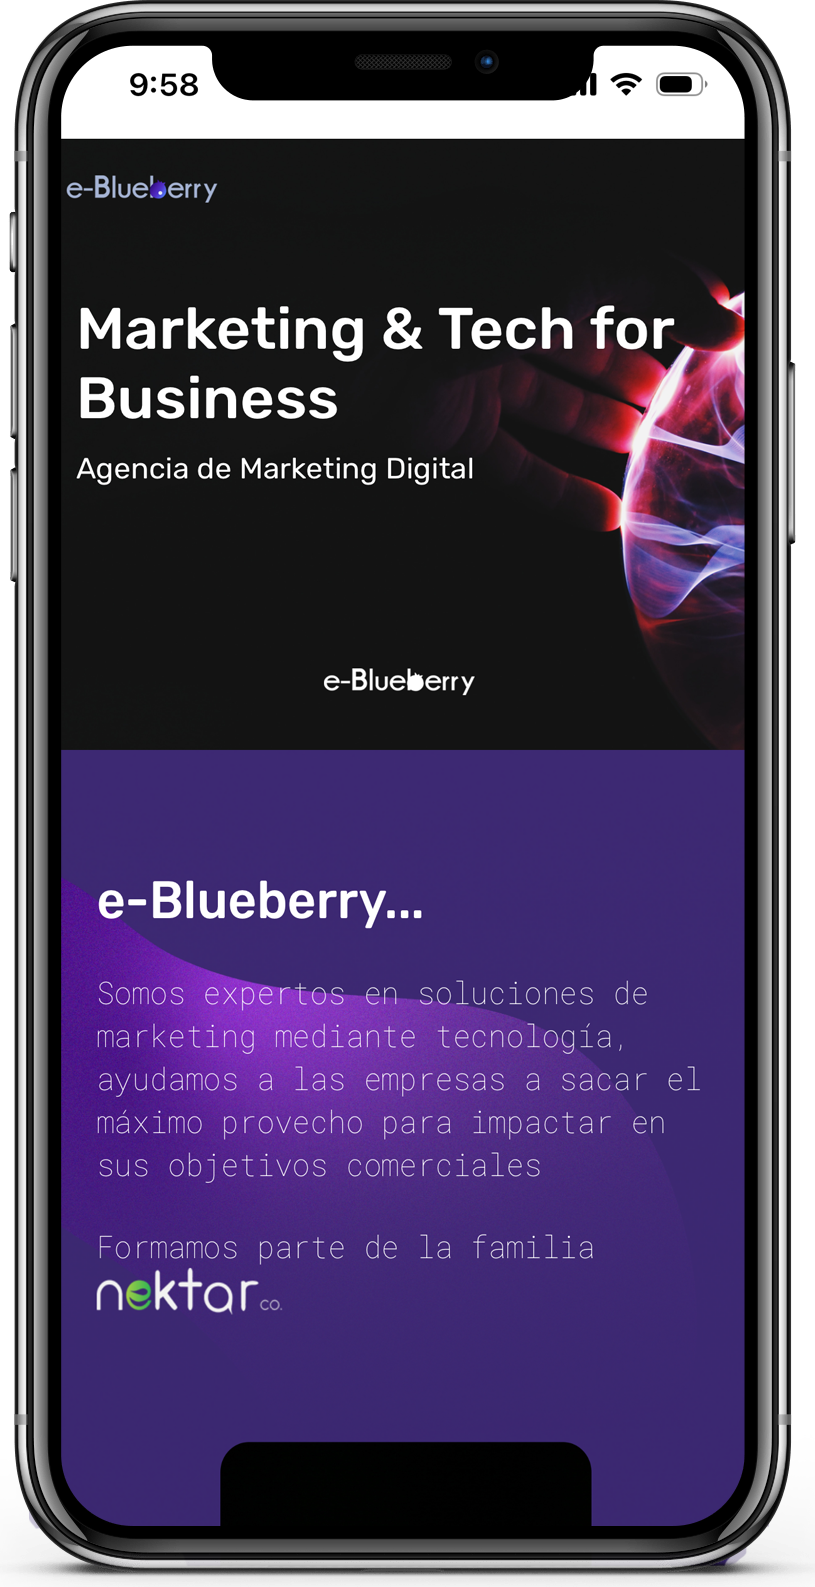 9:58
e-Blueberry
Marketing & Tech for
Business
Agencia de Marketing Digital
e-Blueberry
e-Blueberry...
Somos expertos en soluciones de
marketing mediante tecnología,
ayudamos a las empresas a sacar el
máximo provecho para impactar en
sus objetivos comerciales
Formamos parte de la familia
nektar co.